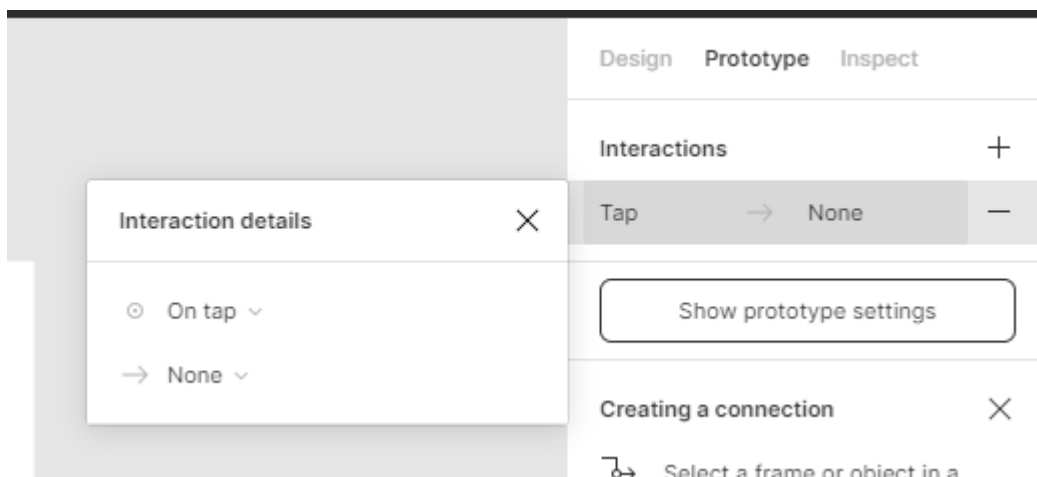 Design Prototype Inspect
Interactions
Tap → None
Interaction details
On tap
→ None
Show prototype settings
Creating a connection
Select a frame or object in a